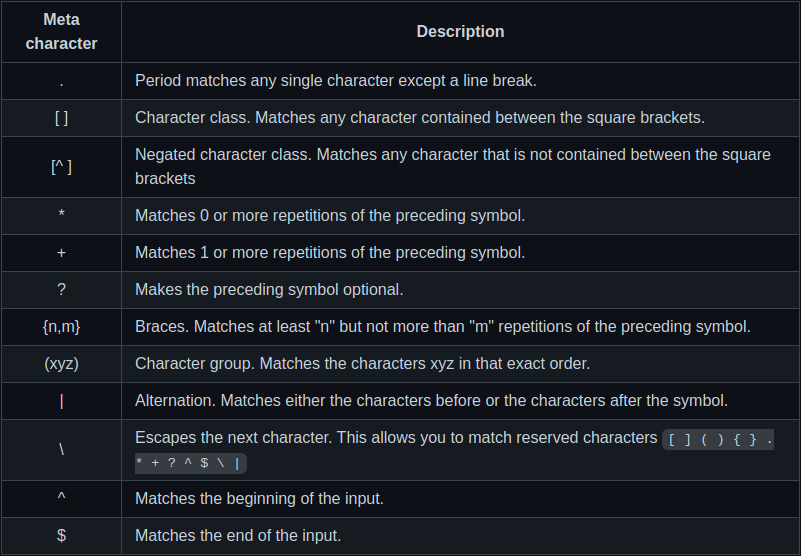 Meta
character
Description
.
Period matches any single character except a line break.
[ ]
Character class. Matches any character contained between the square brackets.
[^ ]
Negated character class. Matches any character that is not contained between the square
brackets
*
Matches 0 or more repetitions of the preceding symbol.
+
Matches 1 or more repetitions of the preceding symbol.
?
Makes the preceding symbol optional.
{n,m}
Braces. Matches at least "n" but not more than "m" repetitions of the preceding symbol.
(xyz)
Character group. Matches the characters xyz in that exact order.
|
Alternation. Matches either the characters before or the characters after the symbol.
\
Escapes the next character. This allows you to match reserved characters [ ] ( ) { } .
* + ? ^ $ \ |
^
Matches the beginning of the input.
$
Matches the end of the input.